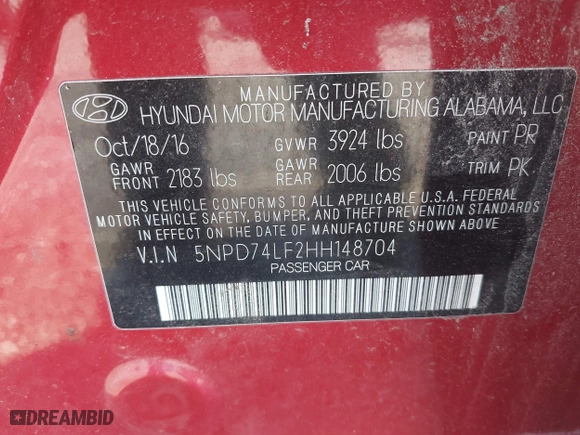 MANUFACTURED BY
HYUNDAI MOTOR MANUFACTURING ALABAMA, LLC
Oct/18/16 GVWR 3924 lbs PAINT PR
GAWR FRONT 2183 lbs GAWR REAR 2006 lbs TRIM PK
THIS VEHICLE CONFORMS TO ALL APPLICABLE U.S.A. FEDERAL
MOTOR VEHICLE SAFETY, BUMPER, AND THEFT PREVENTION
STANDARDS IN EFFECT ON THE DATE OF MANUFACTURE SHOWN ABOVE.
V.I.N 5NPD74LF2HH148704
PASSENGER CAR
DREAMBID